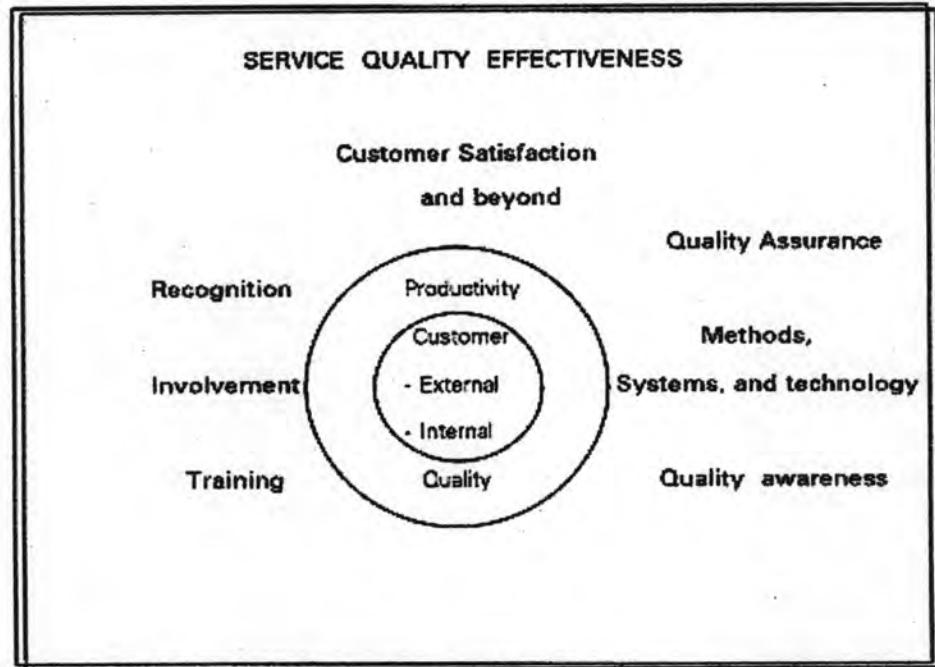 SERVICE QUALITY EFFECTIVENESS
Customer Satisfaction
and beyond
Quality Assurance
Recognition
Productivity
Customer
Methods,
Involvement
- External
Systems, and technology
- Internal
Training
Quality
Quality awareness